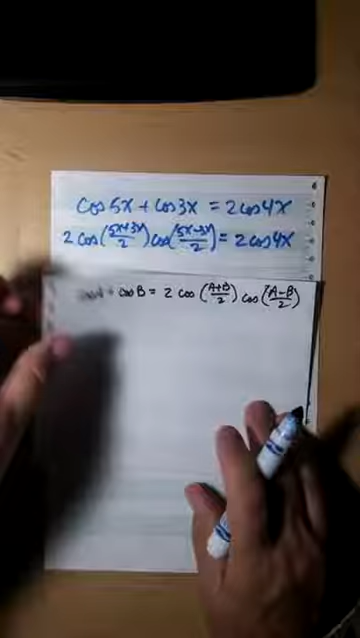 cos 5x + cos 3x = 2 cos 4x
2 cos (5x+3x/2) cos (5x-3x/2) = 2 cos 4x
cos A + cos B = 2 cos (A+B/2) cos (A-B/2)